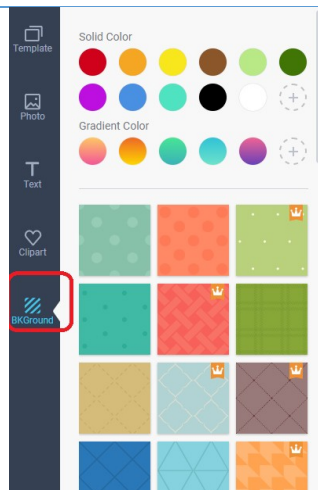 Template
Photo
Text
Clipart
BKGround
Solid Color
Gradient Color